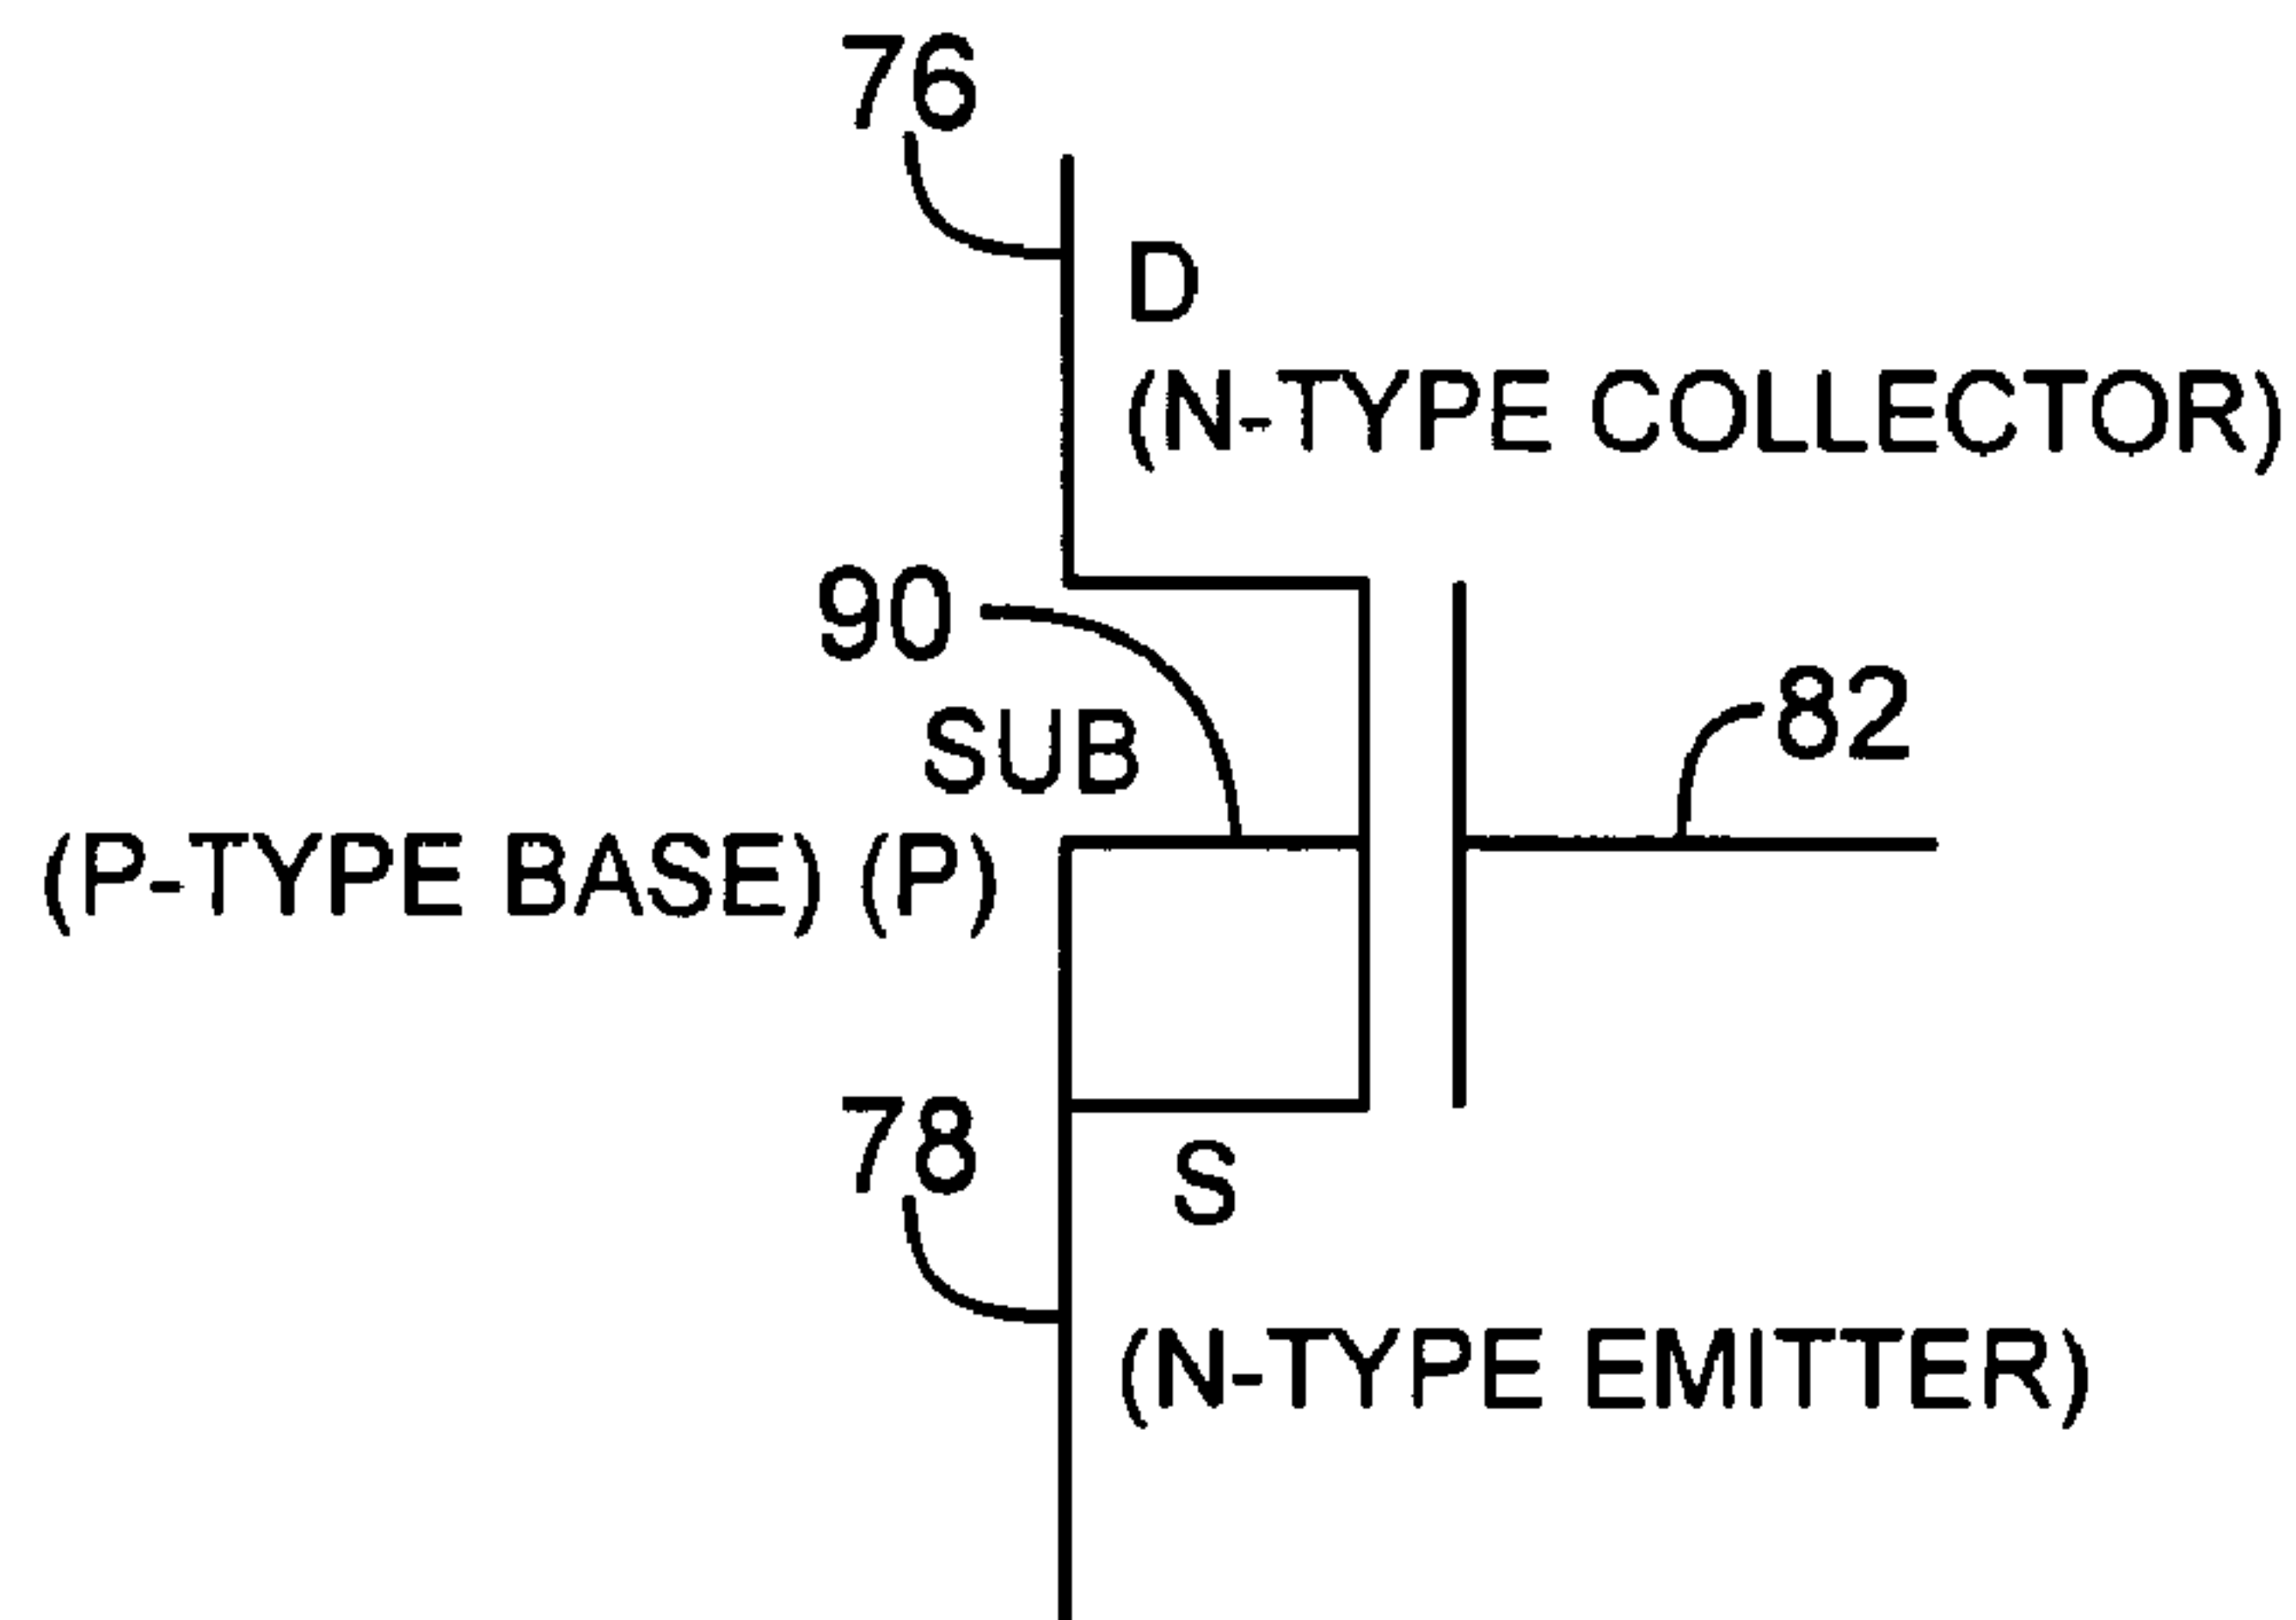 76
D
(N-TYPE COLLECTOR)
90
SUB
82
(P-TYPE BASE) (P)
78
S
(N-TYPE EMITTER)